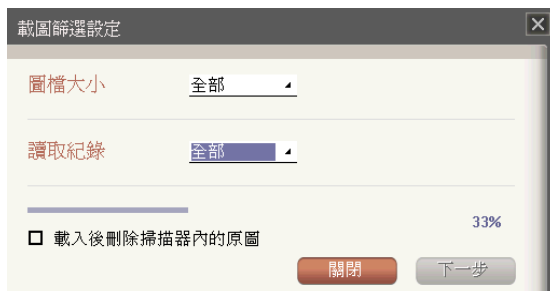 載圖篩選設定
圖檔大小 全部
讀取紀錄 全部
33%
載入後刪除掃描器內的原圖
關閉 下一步